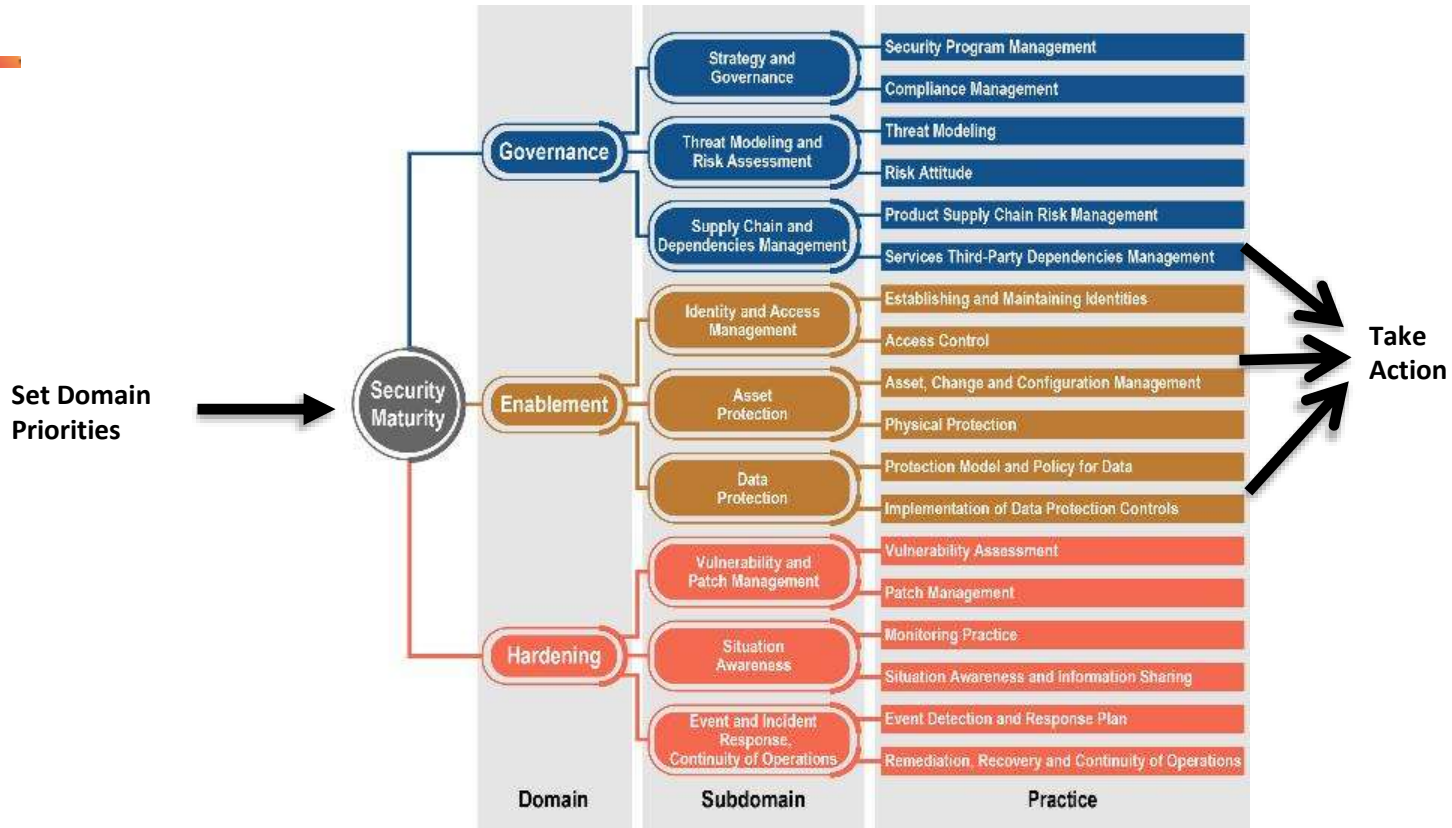 Set Domain
Priorities
Security
Maturity
Governance
Strategy and
Governance
Security Program Management
Compliance Management
Threat Modeling and
Risk Assessment
Threat Modeling
Risk Attitude
Supply Chain and
Dependencies Management
Product Supply Chain Risk Management
Services Third-Party Dependencies Management
Enablement
Identity and Access
Management
Establishing and Maintaining Identities
Access Control
Asset
Protection
Asset, Change and Configuration Management
Physical Protection
Data
Protection
Protection Model and Policy for Data
Implementation of Data Protection Controls
Hardening
Vulnerability and
Patch Management
Vulnerability Assessment
Patch Management
Situation
Awareness
Monitoring Practice
Situation Awareness and Information Sharing
Event and Incident
Response,
Continuity of Operations
Event Detection and Response Plan
Remediation, Recovery and Continuity of Operations
Take
Action
Domain
Subdomain
Practice